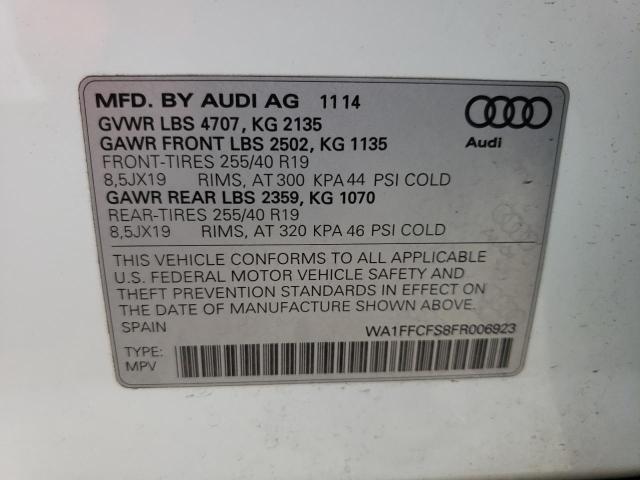 MFD. BY AUDI AG 1114
GVWR LBS 4707, KG 2135
GAWR FRONT LBS 2502, KG 1135
FRONT-TIRES 255/40 R19
8,5JX19 RIMS, AT 300 KPA 44 PSI COLD
GAWR REAR LBS 2359, KG 1070
REAR-TIRES 255/40 R19
8,5JX19 RIMS, AT 320 KPA 46 PSI COLD
Audi
THIS VEHICLE CONFORMS TO ALL APPLICABLE
U.S. FEDERAL MOTOR VEHICLE SAFETY AND
THEFT PREVENTION STANDARDS IN EFFECT ON
THE DATE OF MANUFACTURE SHOWN ABOVE.
SPAIN
WA1FFCFS8FR006923
TYPE:
MPV